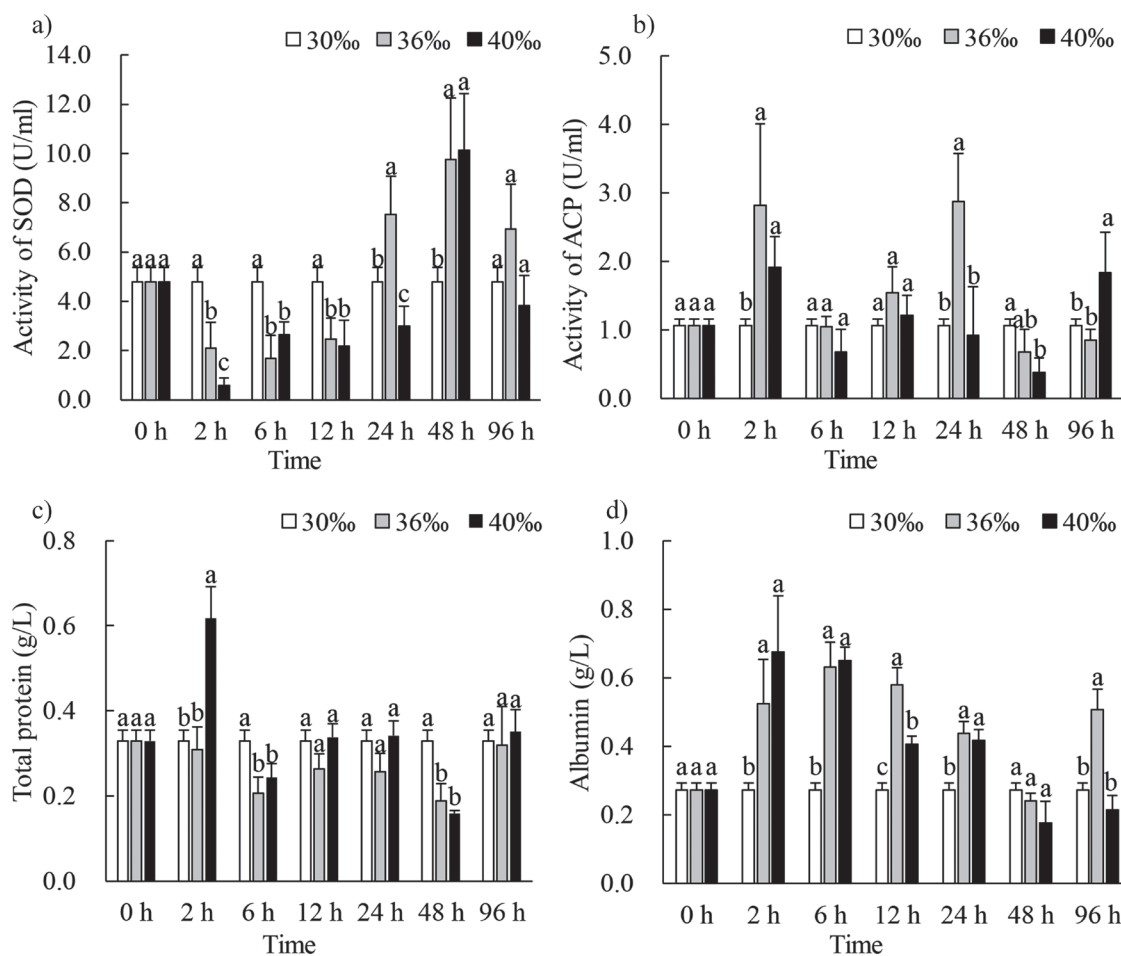 a)
30‰ 36‰ 40‰
Activity of SOD (U/ml)
14.0
12.0
10.0
8.0
6.0
4.0
2.0
0.0
a a a a b c a b b a b b b a c b a a a a a
0 h 2 h 6 h 12 h 24 h 48 h 96 h
Time
b)
30‰ 36‰ 40‰
Activity of ACP (U/ml)
5.0
4.0
3.0
2.0
1.0
0.0
a a a b a a a a a a a a b a b a ab b b b a
0 h 2 h 6 h 12 h 24 h 48 h 96 h
Time
c)
30‰ 36‰ 40‰
Total protein (g/L)
0.8
0.6
0.4
0.2
0.0
a a a b b a a b b a a a a a a a b b a a a
0 h 2 h 6 h 12 h 24 h 48 h 96 h
Time
d)
30‰ 36‰ 40‰
Albumin (g/L)
1.0
0.8
0.6
0.4
0.2
0.0
a a a b a a b a a c a b b a a a a a b a b
0 h 2 h 6 h 12 h 24 h 48 h 96 h
Time